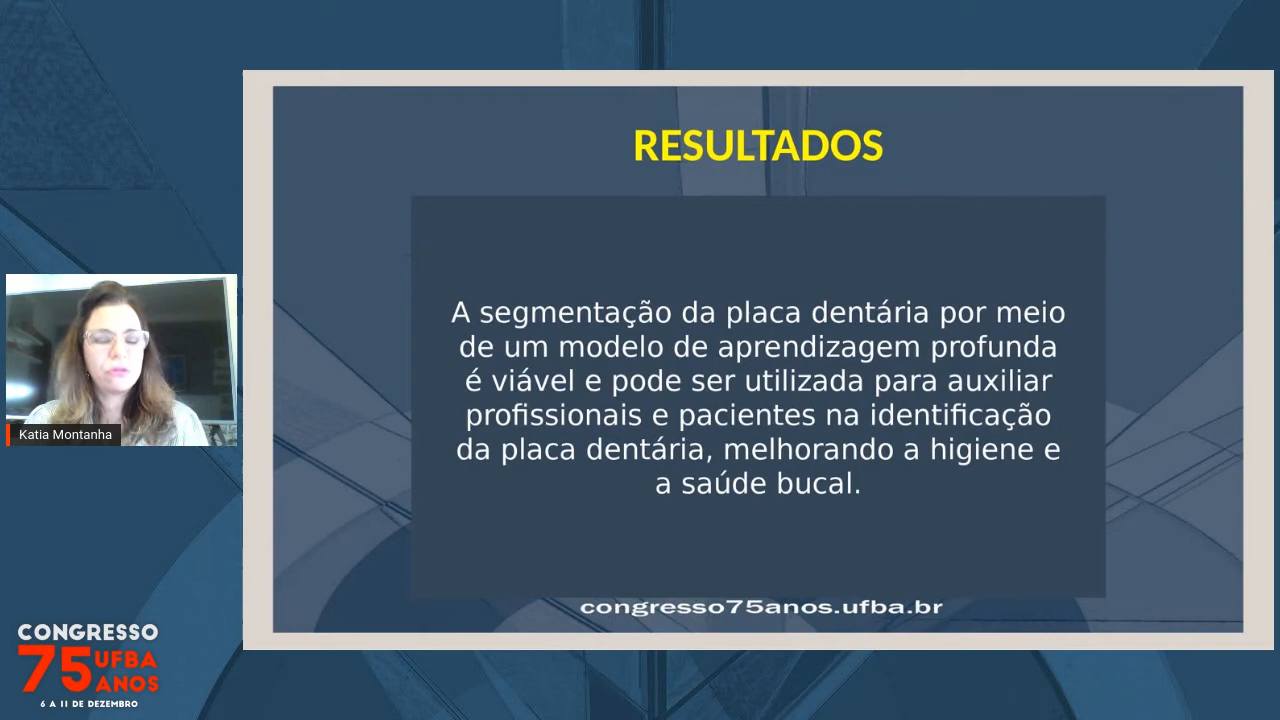 RESULTADOS
A segmentação da placa dentária por meio
de um modelo de aprendizagem profunda
é viável e pode ser utilizada para auxiliar
profissionais e pacientes na identificação
da placa dentária, melhorando a higiene e
a saúde bucal.
congresso75anos.ufba.br
Katia Montanha
CONGRESSO
75 UFBA
ANOS
6 A 11 DE DEZEMBRO